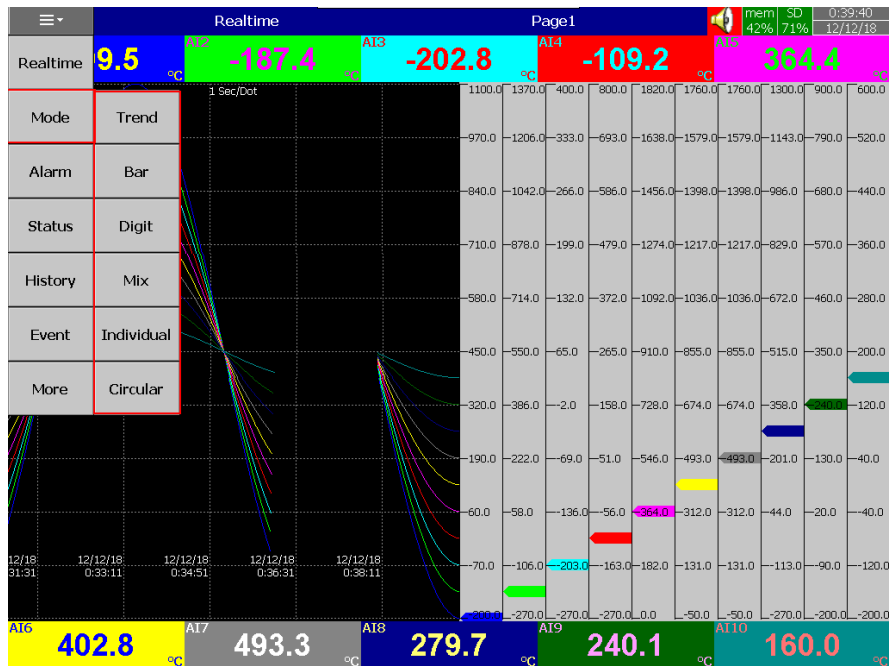 Realtime Page1 mem 42% SD 71% 0:39:40 12/12/18
9.5 °C
AI2 -187.4 °C
AI3 -202.8
AI4 -109.2 °C
AI5 364.4
Realtime
Mode
Alarm
Status
History
Event
More
Trend
Bar
Digit
Mix
Individual
Circular
1 Sec/Dot
1100.0 1370.0 400.0 800.0 1820.0 1760.0 1760.0 1300.0 900.0 600.0
970.0 1206.0 333.0 693.0 1638.0 1579.0 1579.0 1143.0 790.0 520.0
840.0 1042.0 266.0 586.0 1456.0 1398.0 1398.0 986.0 680.0 440.0
710.0 878.0 199.0 479.0 1274.0 1217.0 1217.0 829.0 570.0 360.0
580.0 714.0 132.0 372.0 1092.0 1036.0 1036.0 672.0 460.0 280.0
450.0 550.0 65.0 265.0 910.0 855.0 855.0 515.0 350.0 200.0
320.0 386.0 -2.0 158.0 728.0 674.0 674.0 358.0 240.0 120.0
190.0 222.0 -69.0 51.0 546.0 493.0 493.0 201.0 130.0 40.0
60.0 58.0 -136.0 -56.0 364.0 312.0 312.0 44.0 20.0 -40.0
-70.0 -106.0 -203.0 -163.0 182.0 131.0 131.0 -113.0 -90.0 -120.0
-270.0 -270.0 -270.0 0.0 -50.0 -50.0 -270.0 -200.0 -200.0
12/12/18 12/12/18 12/12/18 12/12/18 12/12/18
31:31 0:33:11 0:34:51 0:36:31 0:38:11
AI6 402.8 °C
AI7 493.3 °C
AI8 279.7 °C
AI9 240.1 °C
AI10 160.0 °C